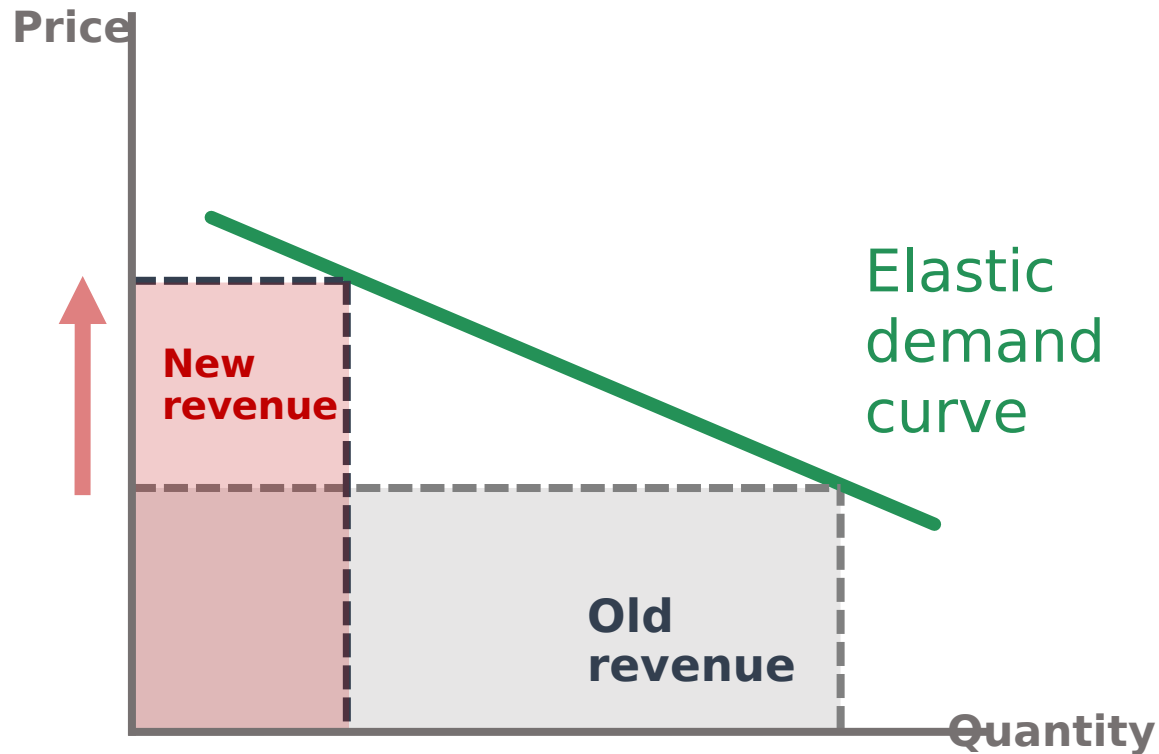 Price
Elastic
demand
curve
New
revenue
Old
revenue
Quantity